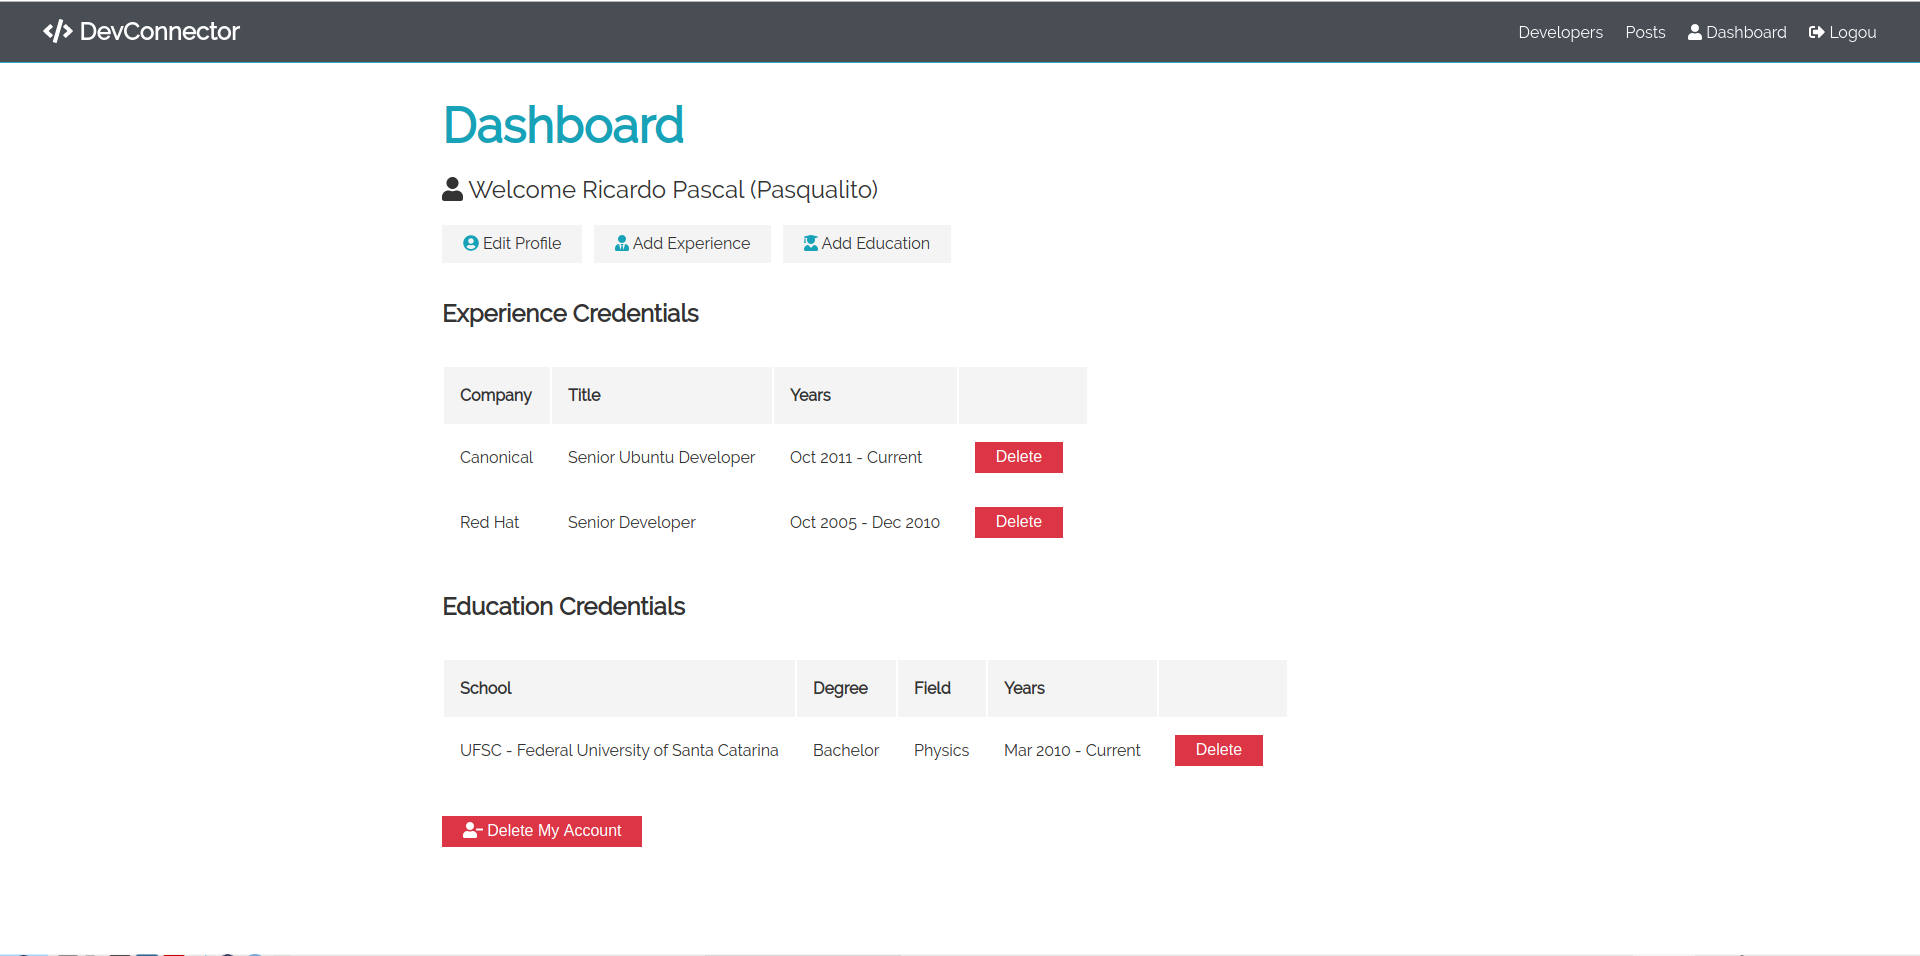 DevConnector Developers Posts Dashboard Logou
Dashboard
Welcome Ricardo Pascal (Pasqualito)
Edit Profile Add Experience Add Education
Experience Credentials
Company Title Years
Canonical Senior Ubuntu Developer Oct 2011 - Current Delete
Red Hat Senior Developer Oct 2005 - Dec 2010 Delete
Education Credentials
School Degree Field Years
UFSC - Federal University of Santa Catarina Bachelor Physics Mar 2010 - Current Delete
Delete My Account